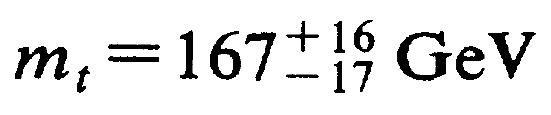 m_t = 167^{+16}_{-17} GeV